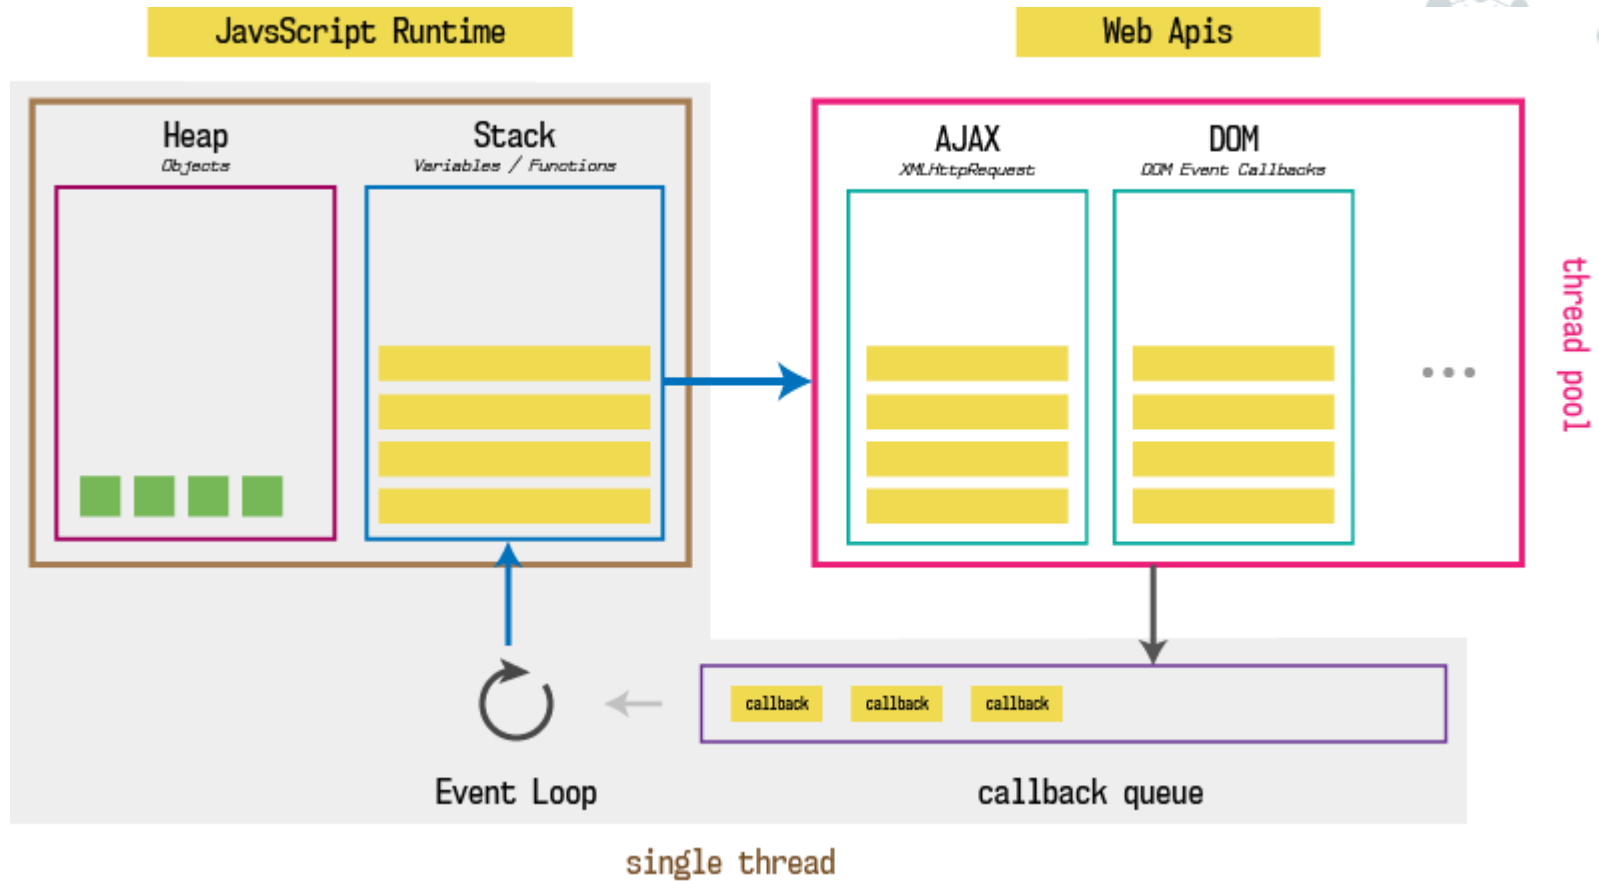 JavsScript Runtime
Web Apis
Heap
Objects
Stack
Variables / Functions
AJAX
XMLHttpRequest
DOM
DOM Event Callbacks
thread pool
callback
callback
callback
Event Loop
callback queue
single thread